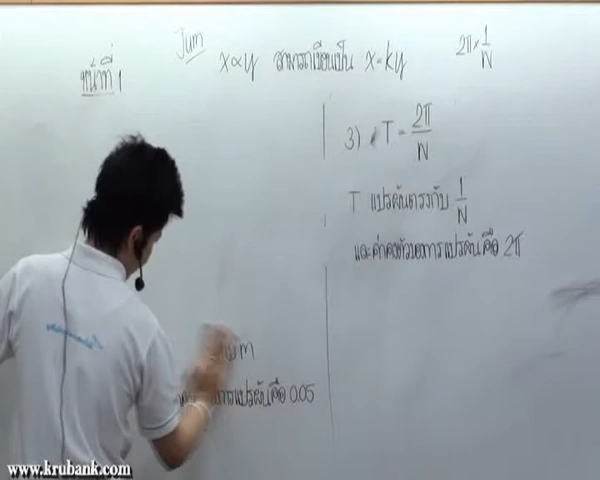 หน้าที่ 1
Jum
x∝y สามารถเขียนเป็น x=ky
2π×1/N
3) T = 2π/N
T แปรผันตรงกับ 1/N
และค่าคงตัวของการแปรผันคือ 2π
m
การแปรผันคือ 0.05
www.krubank.com